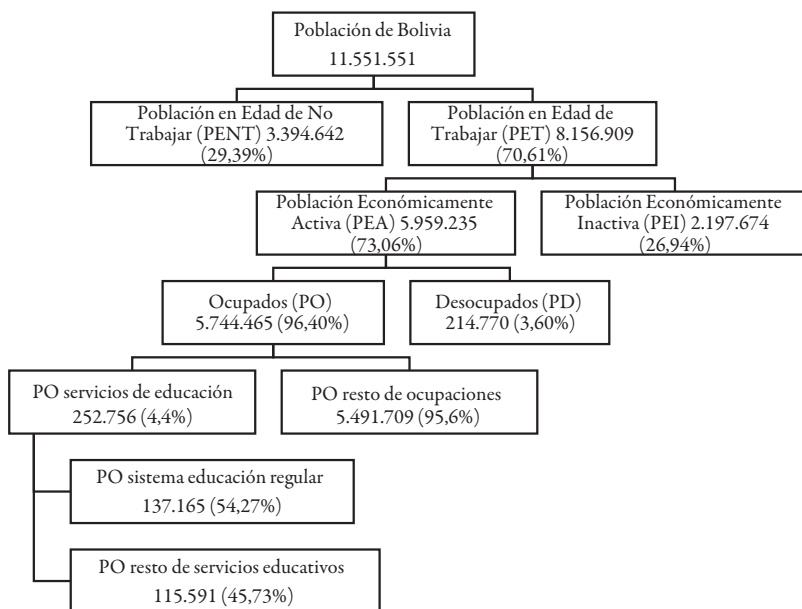 Población de Bolivia
11.551.551
Población en Edad de No
Trabajar (PENT) 3.394.642
(29,39%)
Población en Edad de
Trabajar (PET) 8.156.909
(70,61%)
Población Económicamente
Activa (PEA) 5.959.235
(73,06%)
Población Económicamente
Inactiva (PEI) 2.197.674
(26,94%)
Ocupados (PO)
5.744.465 (96,40%)
Desocupados (PD)
214.770 (3,60%)
PO servicios de educación
252.756 (4,4%)
PO resto de ocupaciones
5.491.709 (95,6%)
PO sistema educación regular
137.165 (54,27%)
PO resto de servicios educativos
115.591 (45,73%)